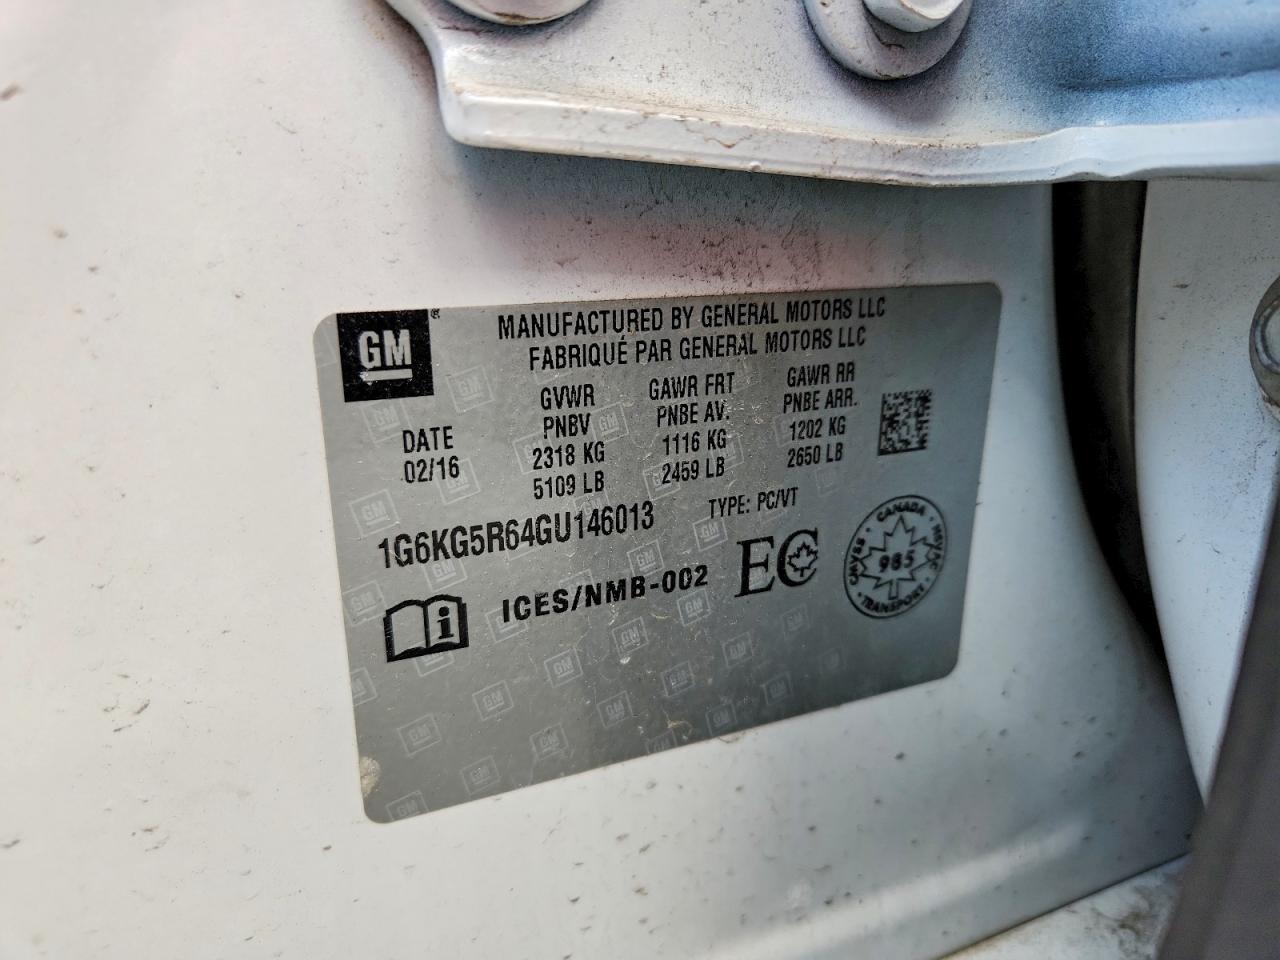 GM®
MANUFACTURED BY GENERAL MOTORS LLC
FABRIQUÉ PAR GENERAL MOTORS LLC
DATE
02/16
GVWR
PNBV
2318 KG
5109 LB
GAWR FRT
PNBE AV.
1116 KG
2459 LB
GAWR RR
PNBE ARR.
1202 KG
2650 LB
1G6KG5R64GU146013
TYPE: PC/VT
i
ICES/NMB-002
EC
CANADA
985
TRANSPORT